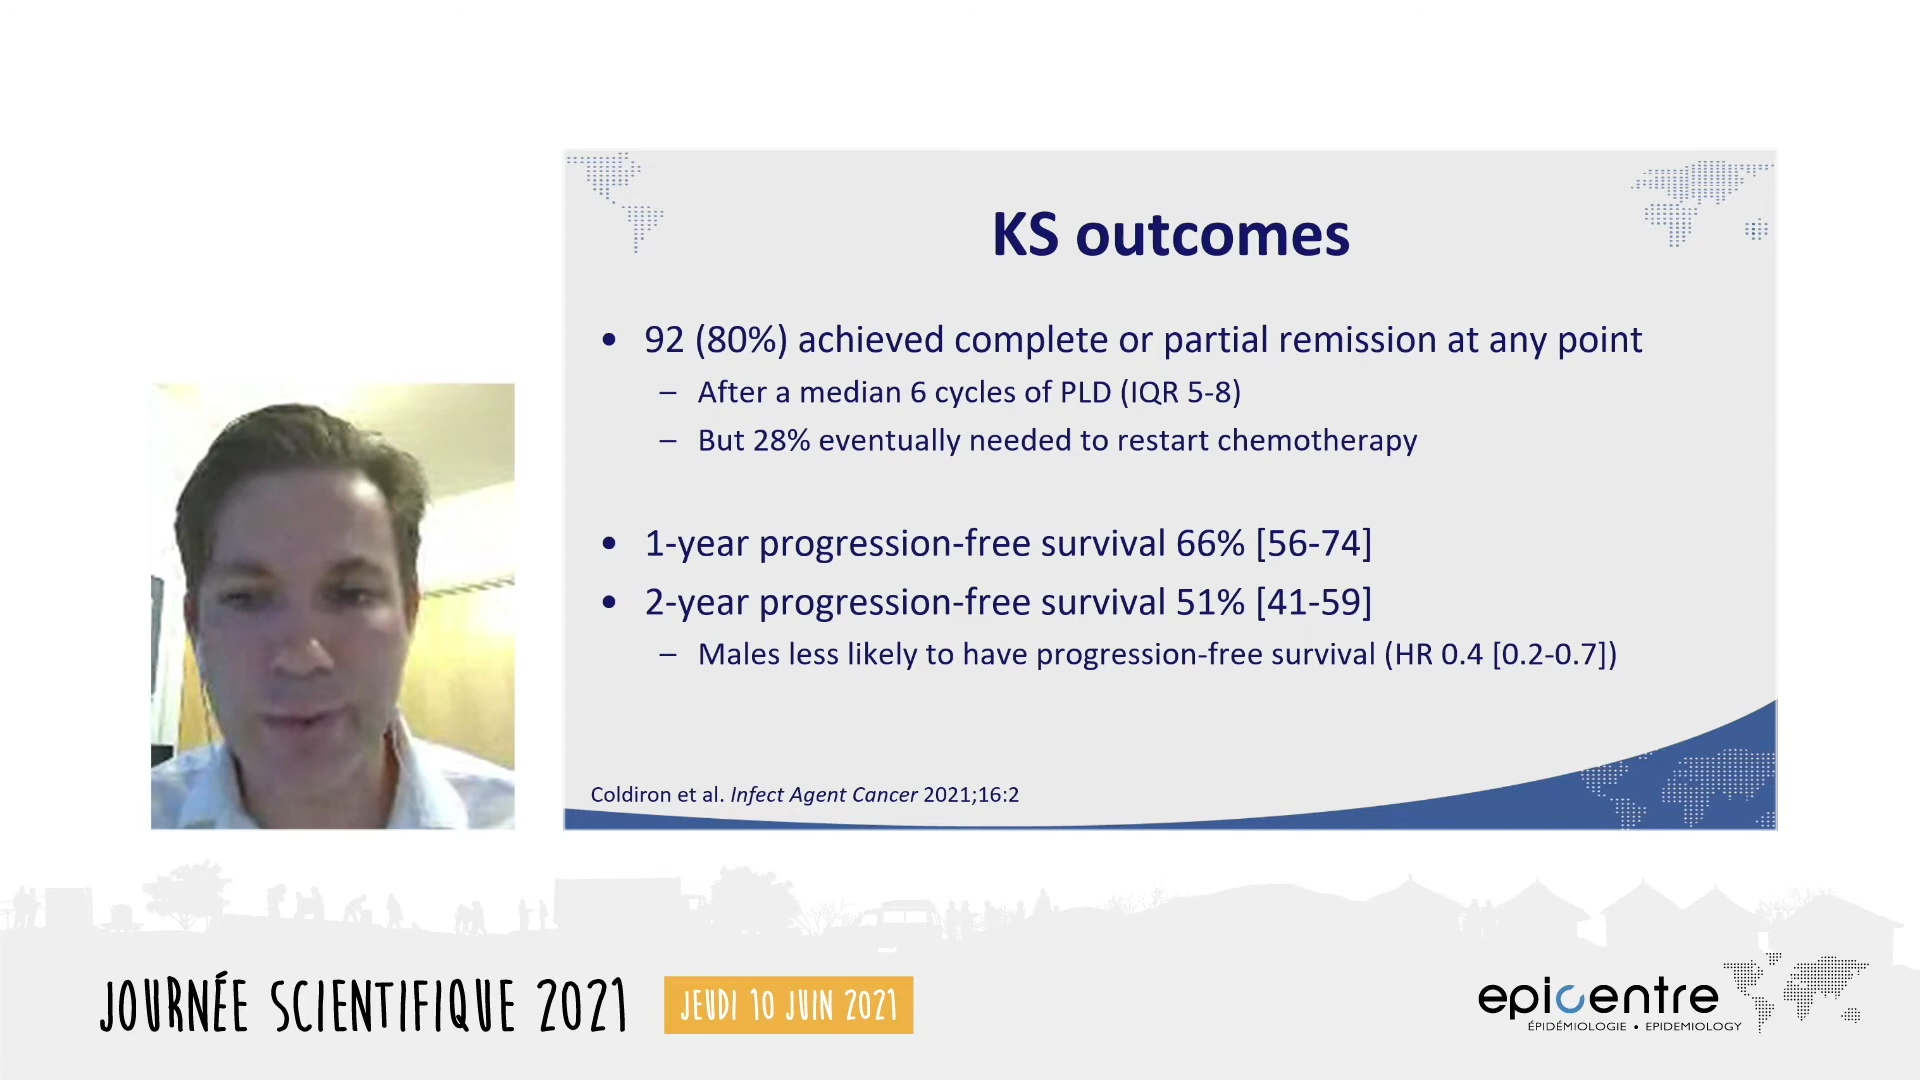 KS outcomes
• 92 (80%) achieved complete or partial remission at any point
– After a median 6 cycles of PLD (IQR 5-8)
– But 28% eventually needed to restart chemotherapy
• 1-year progression-free survival 66% [56-74]
• 2-year progression-free survival 51% [41-59]
– Males less likely to have progression-free survival (HR 0.4 [0.2-0.7])
Coldiron et al. Infect Agent Cancer 2021;16:2
JOURNÉE SCIENTIFIQUE 2021
JEUDI 10 JUIN 2021
epicentre
ÉPIDÉMIOLOGIE • EPIDEMIOLOGY